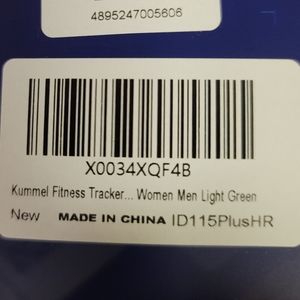 4895247005606
X0034XQF4B
Kummel Fitness Tracker... Women Men Light Green
New MADE IN CHINA ID115PlusHR